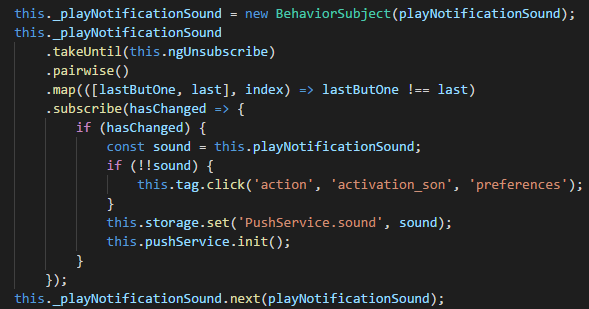 this._playNotificationSound = new BehaviorSubject(playNotificationSound);
this._playNotificationSound
    .takeUntil(this.ngUnsubscribe)
    .pairwise()
    .map(([lastButOne, last], index) => lastButOne !== last)
    .subscribe(hasChanged => {
        if (hasChanged) {
            const sound = this.playNotificationSound;
            if (!!sound) {
                this.tag.click('action', 'activation_son', 'preferences');
            }
            this.storage.set('PushService.sound', sound);
            this.pushService.init();
        }
    });
this._playNotificationSound.next(playNotificationSound);